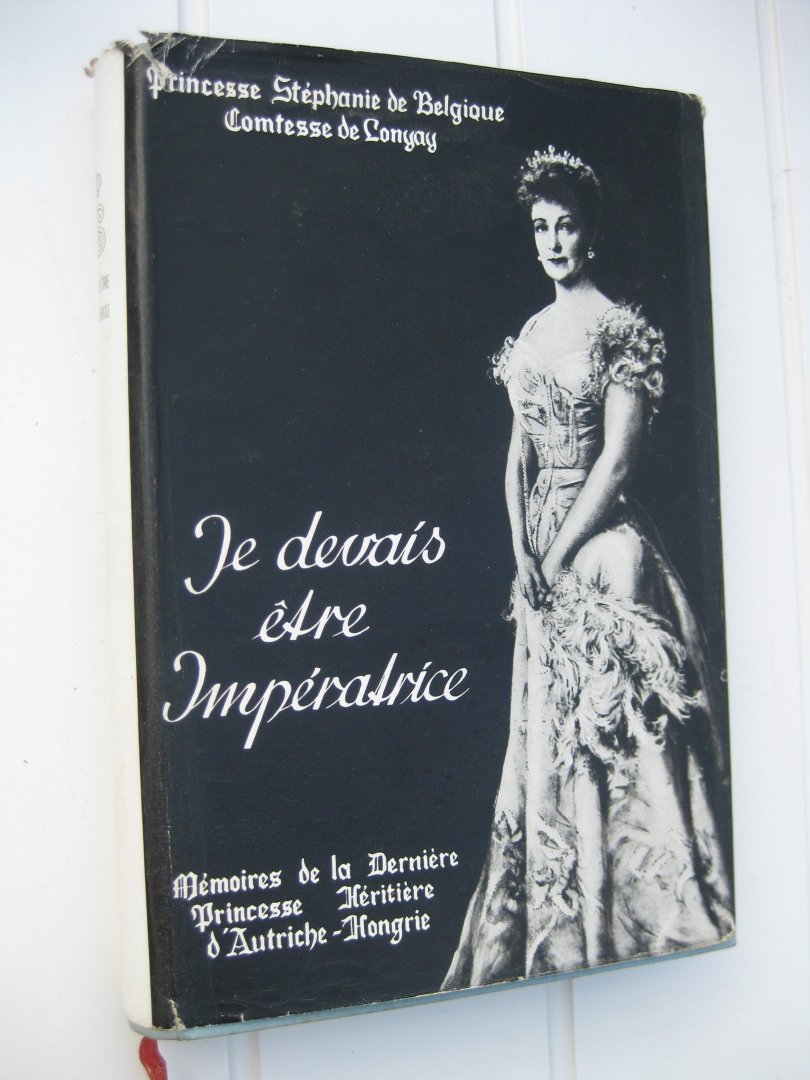 Princesse Stéphanie de Belgique
Comtesse de Lonyay
Je devais
être
Impératrice
Mémoires de la Dernière
Princesse Héritière
d'Autriche-Hongrie